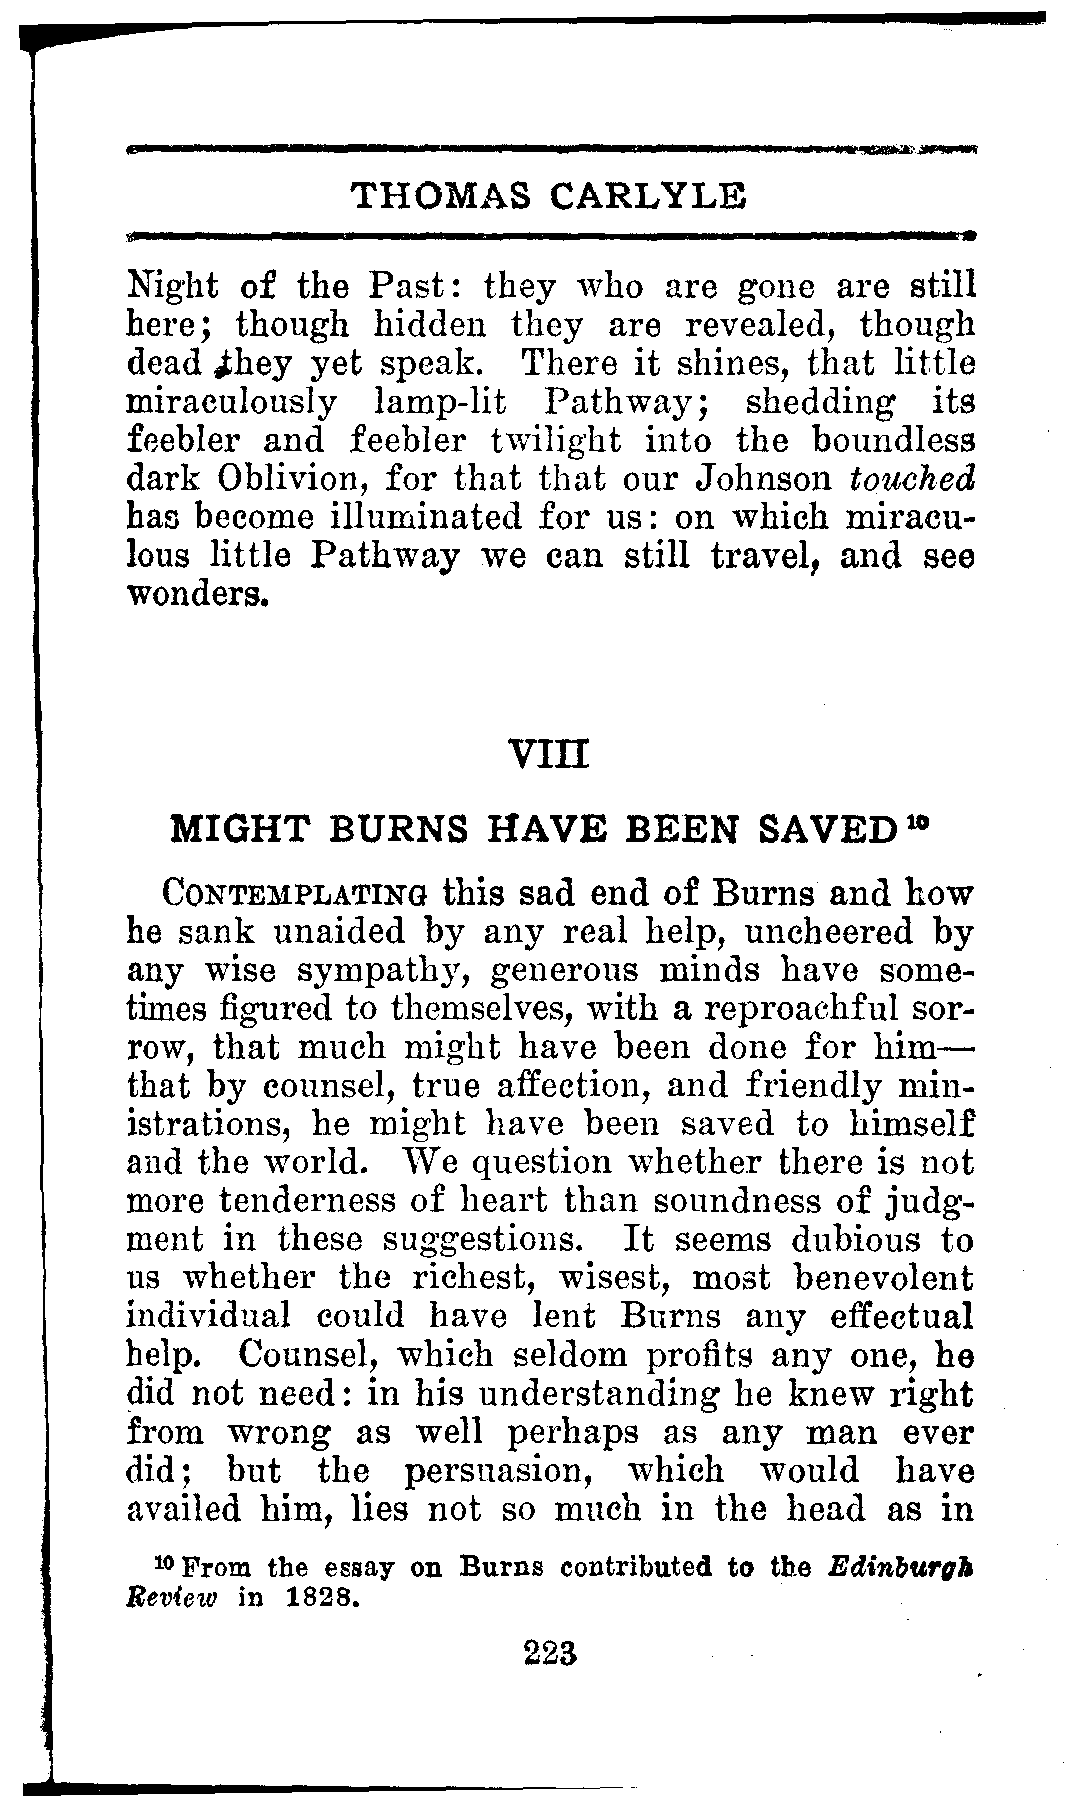 THOMAS CARLYLE
Night of the Past: they who are gone are still
here; though hidden they are revealed, though
dead they yet speak. There it shines, that little
miraculously lamp-lit Pathway; shedding its
feebler and feebler twilight into the boundless
dark Oblivion, for that that our Johnson touched
has become illuminated for us: on which miracu-
lous little Pathway we can still travel, and see
wonders.
VIII
MIGHT BURNS HAVE BEEN SAVED¹⁰
CONTEMPLATING this sad end of Burns and how
he sank unaided by any real help, uncheered by
any wise sympathy, generous minds have some-
times figured to themselves, with a reproachful sor-
row, that much might have been done for him—
that by counsel, true affection, and friendly min-
istrations, he might have been saved to himself
and the world. We question whether there is not
more tenderness of heart than soundness of judg-
ment in these suggestions. It seems dubious to
us whether the richest, wisest, most benevolent
individual could have lent Burns any effectual
help. Counsel, which seldom profits any one, he
did not need: in his understanding he knew right
from wrong as well perhaps as any man ever
did; but the persuasion, which would have
availed him, lies not so much in the head as in
¹⁰ From the essay on Burns contributed to the Edinburgh
Review in 1828.
223